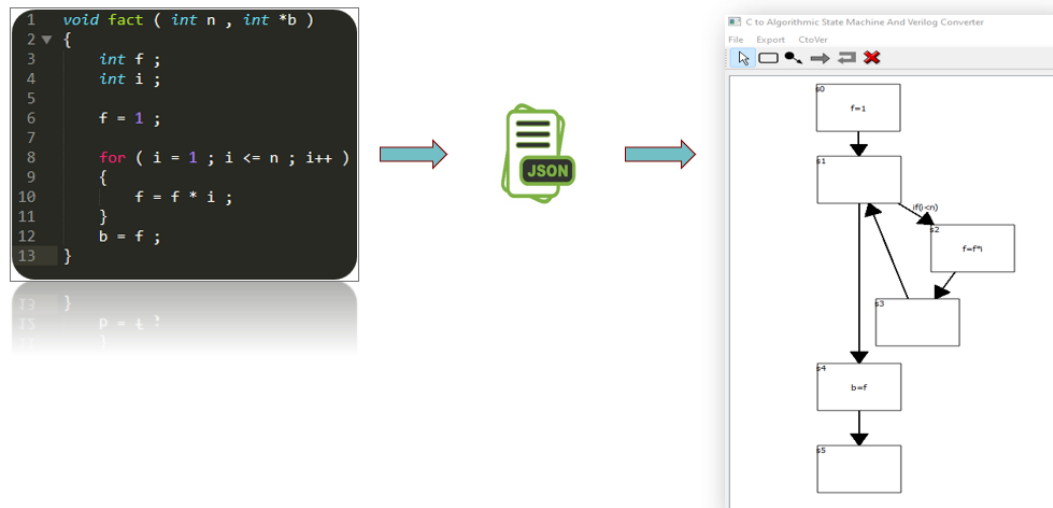 1 void fact ( int n , int *b )
2 {
3 int f ;
4 int i ;
5
6 f = 1 ;
7
8 for ( i = 1 ; i <= n ; i++ )
9 {
10 f = f * i ;
11 }
12 b = f ;
13 }
JSON
C to Algorithmic State Machine And Verilog Converter
File Export CtoVer
s0
f=1
s1
if(i<n)
s2
f=f*i
s3
s4
b=f
s5